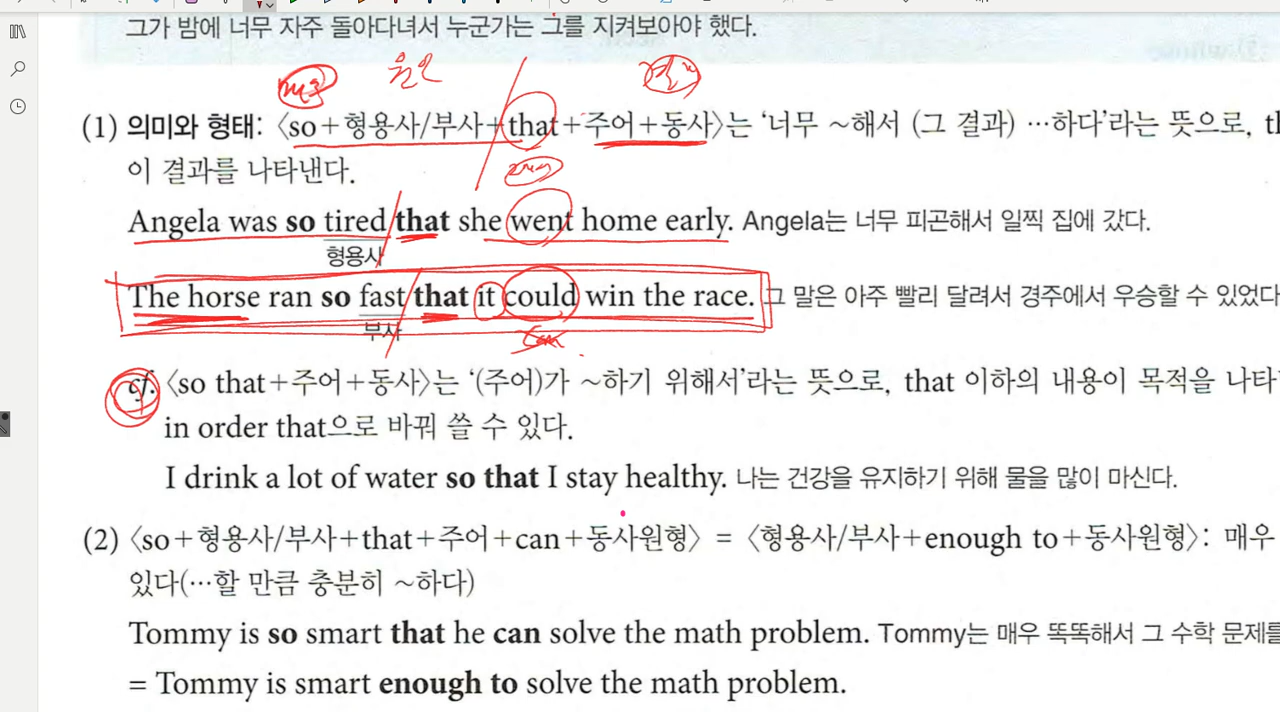 그가 밤에 너무 자주 돌아다녀서 누군가는 그를 지켜보아야 했다.
원인
결과
(1) 의미와 형태: 〈so+형용사/부사+that+주어+동사〉는 ‘너무 ~해서 (그 결과) …하다’라는 뜻으로, th
이 결과를 나타낸다.
Angela was so tired that she went home early. Angela는 너무 피곤해서 일찍 집에 갔다.
형용사
The horse ran so fast that it could win the race. 그 말은 아주 빨리 달려서 경주에서 우승할 수 있었다
부사
cf. 〈so that+주어+동사〉는 ‘(주어)가 ~하기 위해서’라는 뜻으로, that 이하의 내용이 목적을 나타
in order that으로 바꿔 쓸 수 있다.
I drink a lot of water so that I stay healthy. 나는 건강을 유지하기 위해 물을 많이 마신다.
(2) 〈so+형용사/부사+that+주어+can+동사원형〉 = 〈형용사/부사+enough to+동사원형〉: 매우
있다(…할 만큼 충분히 ~하다)
Tommy is so smart that he can solve the math problem. Tommy는 매우 똑똑해서 그 수학 문제를
= Tommy is smart enough to solve the math problem.